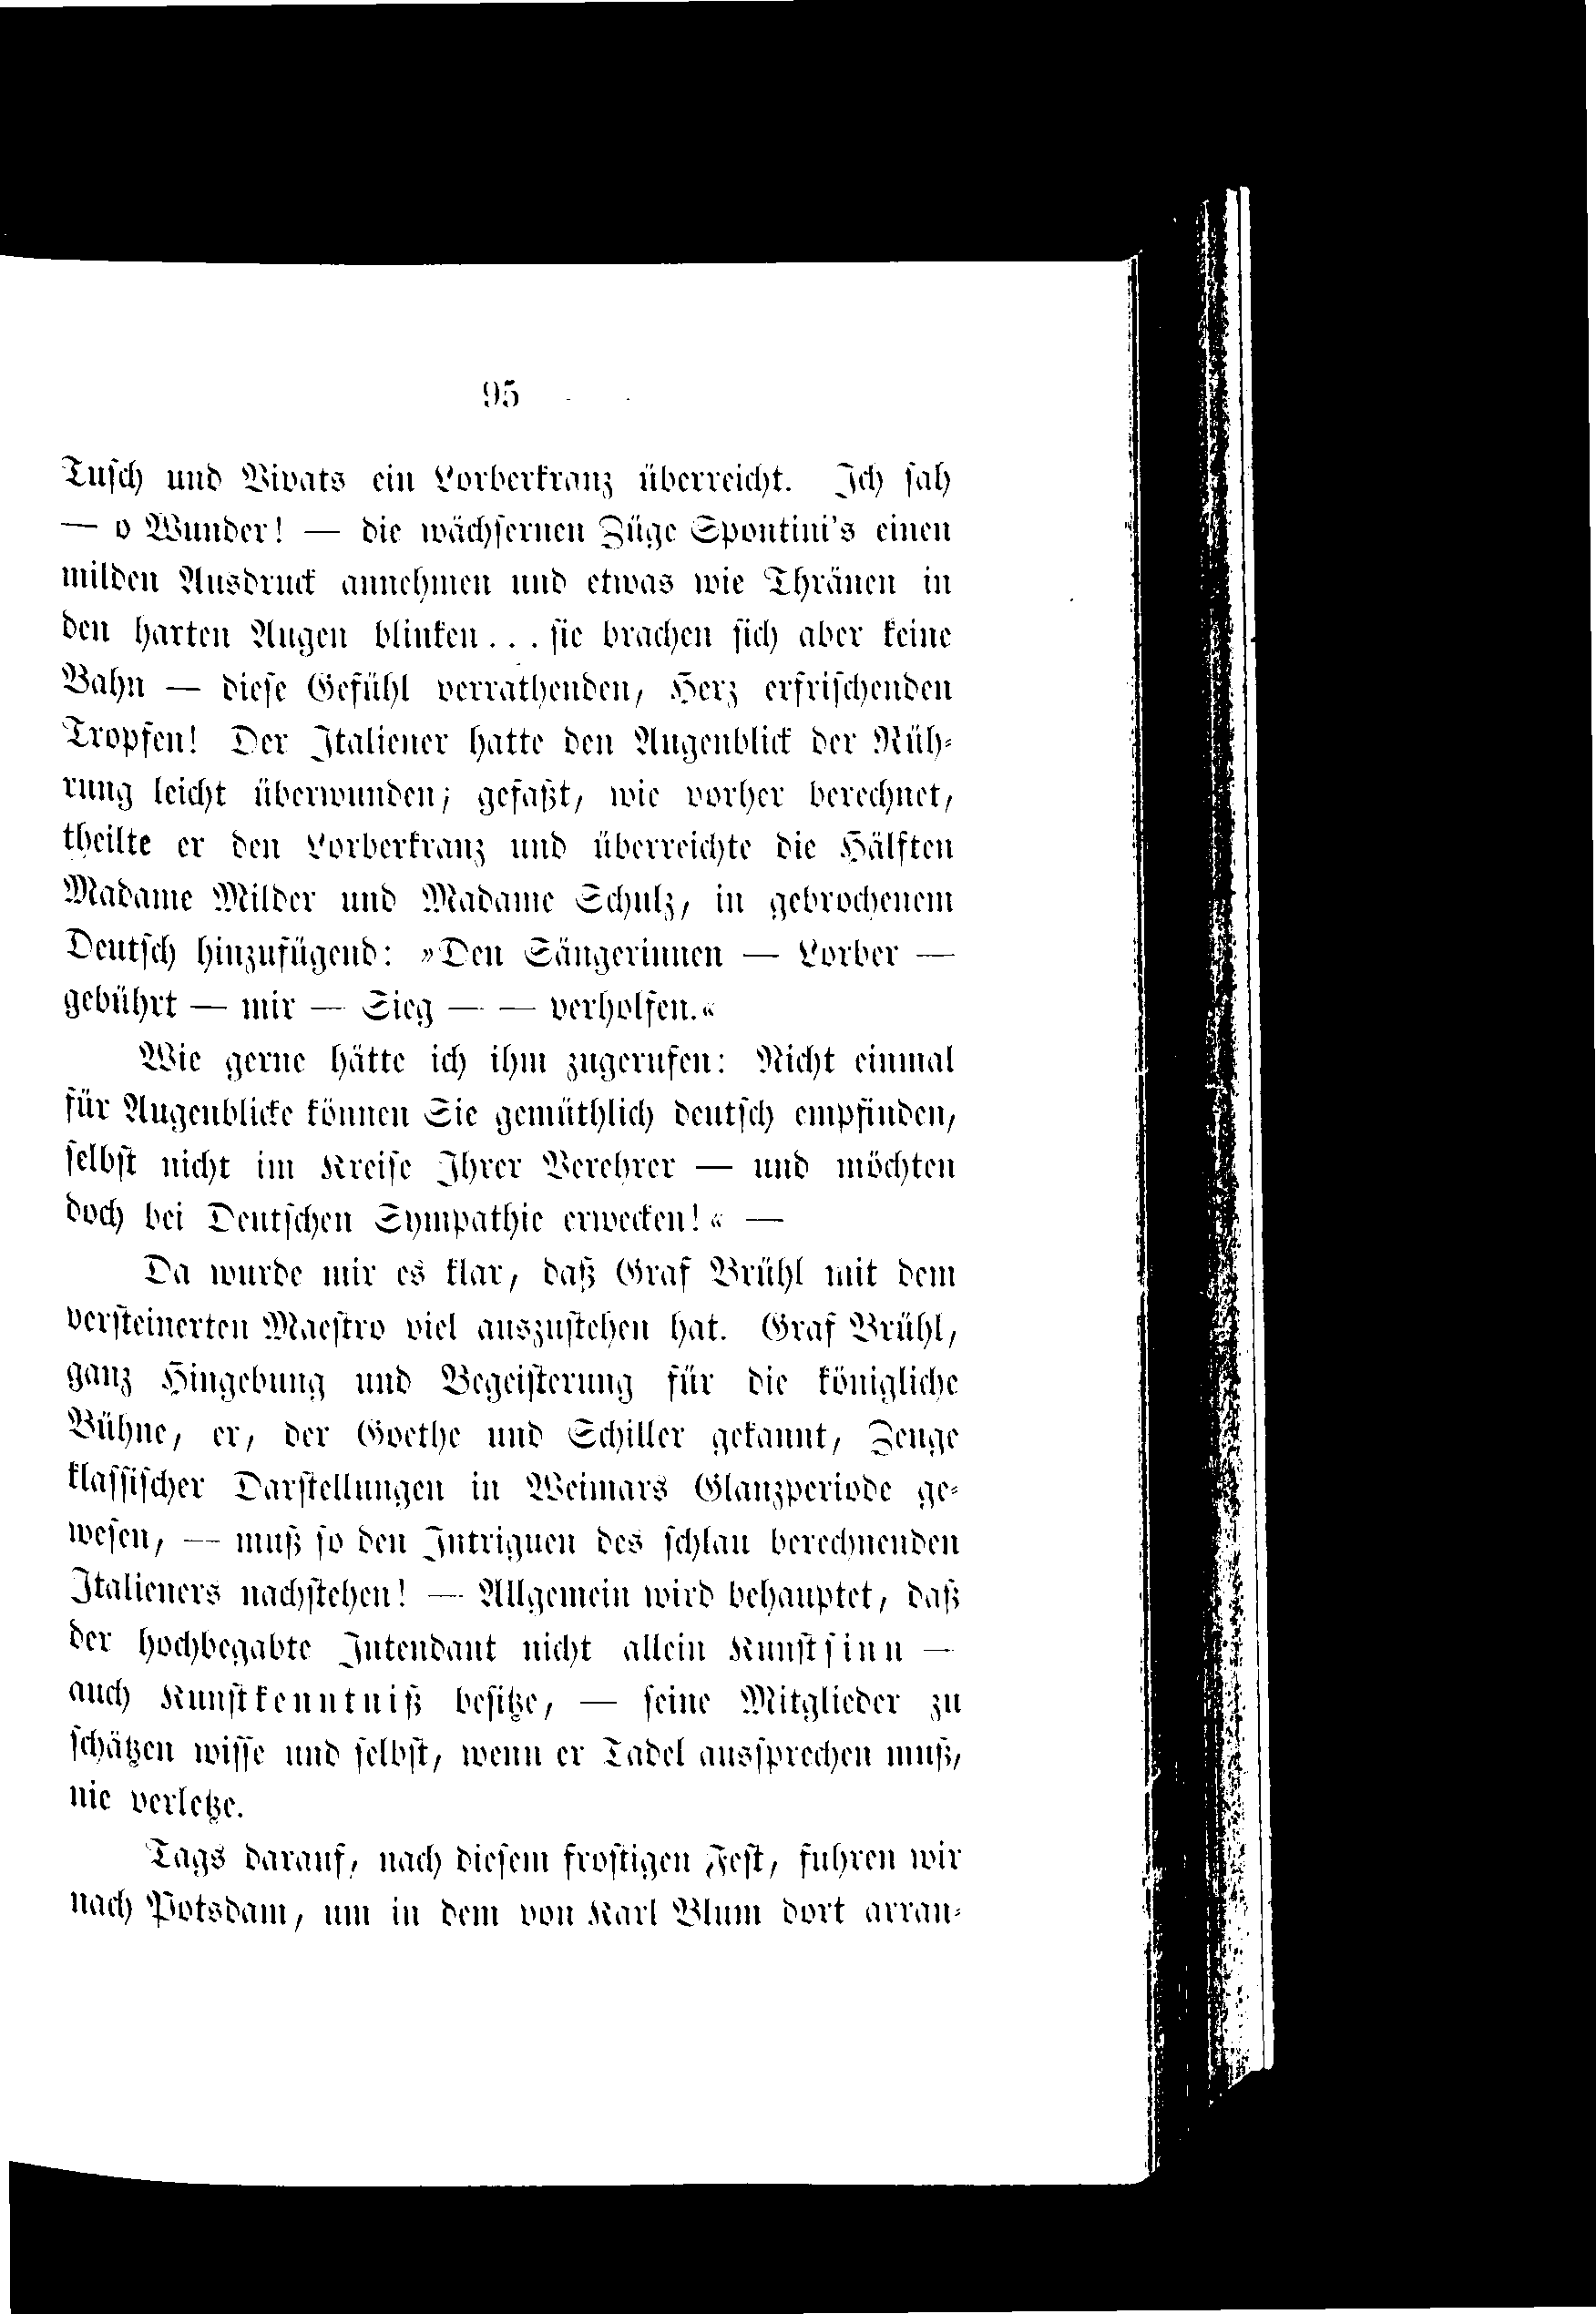 95
Tuſch und Vivats ein Lorberkranz überreicht. Ich ſah
— o Wunder! — die wächſernen Züge Spontini's einen
milden Ausdruck annehmen und etwas wie Thränen in
den harten Augen blinken... ſie brachen ſich aber keine
Bahn — dieſe Gefühl verrathenden, Herz erfriſchenden
Tropfen! Der Italiener hatte den Augenblick der Rüh-
rung leicht überwunden; gefaßt, wie vorher berechnet,
theilte er den Lorberkranz und überreichte die Hälften
Madame Milder und Madame Schulz, in gebrochenem
Deutſch hinzufügend: »Den Sängerinnen — Lorber —
gebührt — mir — Sieg — — verholfen.«
Wie gerne hätte ich ihm zugerufen: Nicht einmal
für Augenblicke können Sie gemüthlich deutſch empfinden,
ſelbſt nicht im Kreiſe Ihrer Verehrer — und möchten
doch bei Deutſchen Sympathie erwecken!« —
Da wurde mir es klar, daß Graf Brühl mit dem
verſteinerten Maeſtro viel auszuſtehen hat. Graf Brühl,
ganz Hingebung und Begeiſterung für die königliche
Bühne, er, der Goethe und Schiller gekannt, Zeuge
klaſſiſcher Darſtellungen in Weimars Glanzperiode ge-
weſen, — muß ſo den Intriguen des ſchlau berechnenden
Italieners nachſtehen! — Allgemein wird behauptet, daß
der hochbegabte Intendant nicht allein Kunſtſinn —
auch Kunſtkenntniß beſitze, — ſeine Mitglieder zu
ſchätzen wiſſe und ſelbſt, wenn er Tadel ausſprechen muß,
nie verletze.
Tags darauf, nach dieſem froſtigen Feſt, fuhren wir
nach Potsdam, um in dem von Karl Blum dort arran-